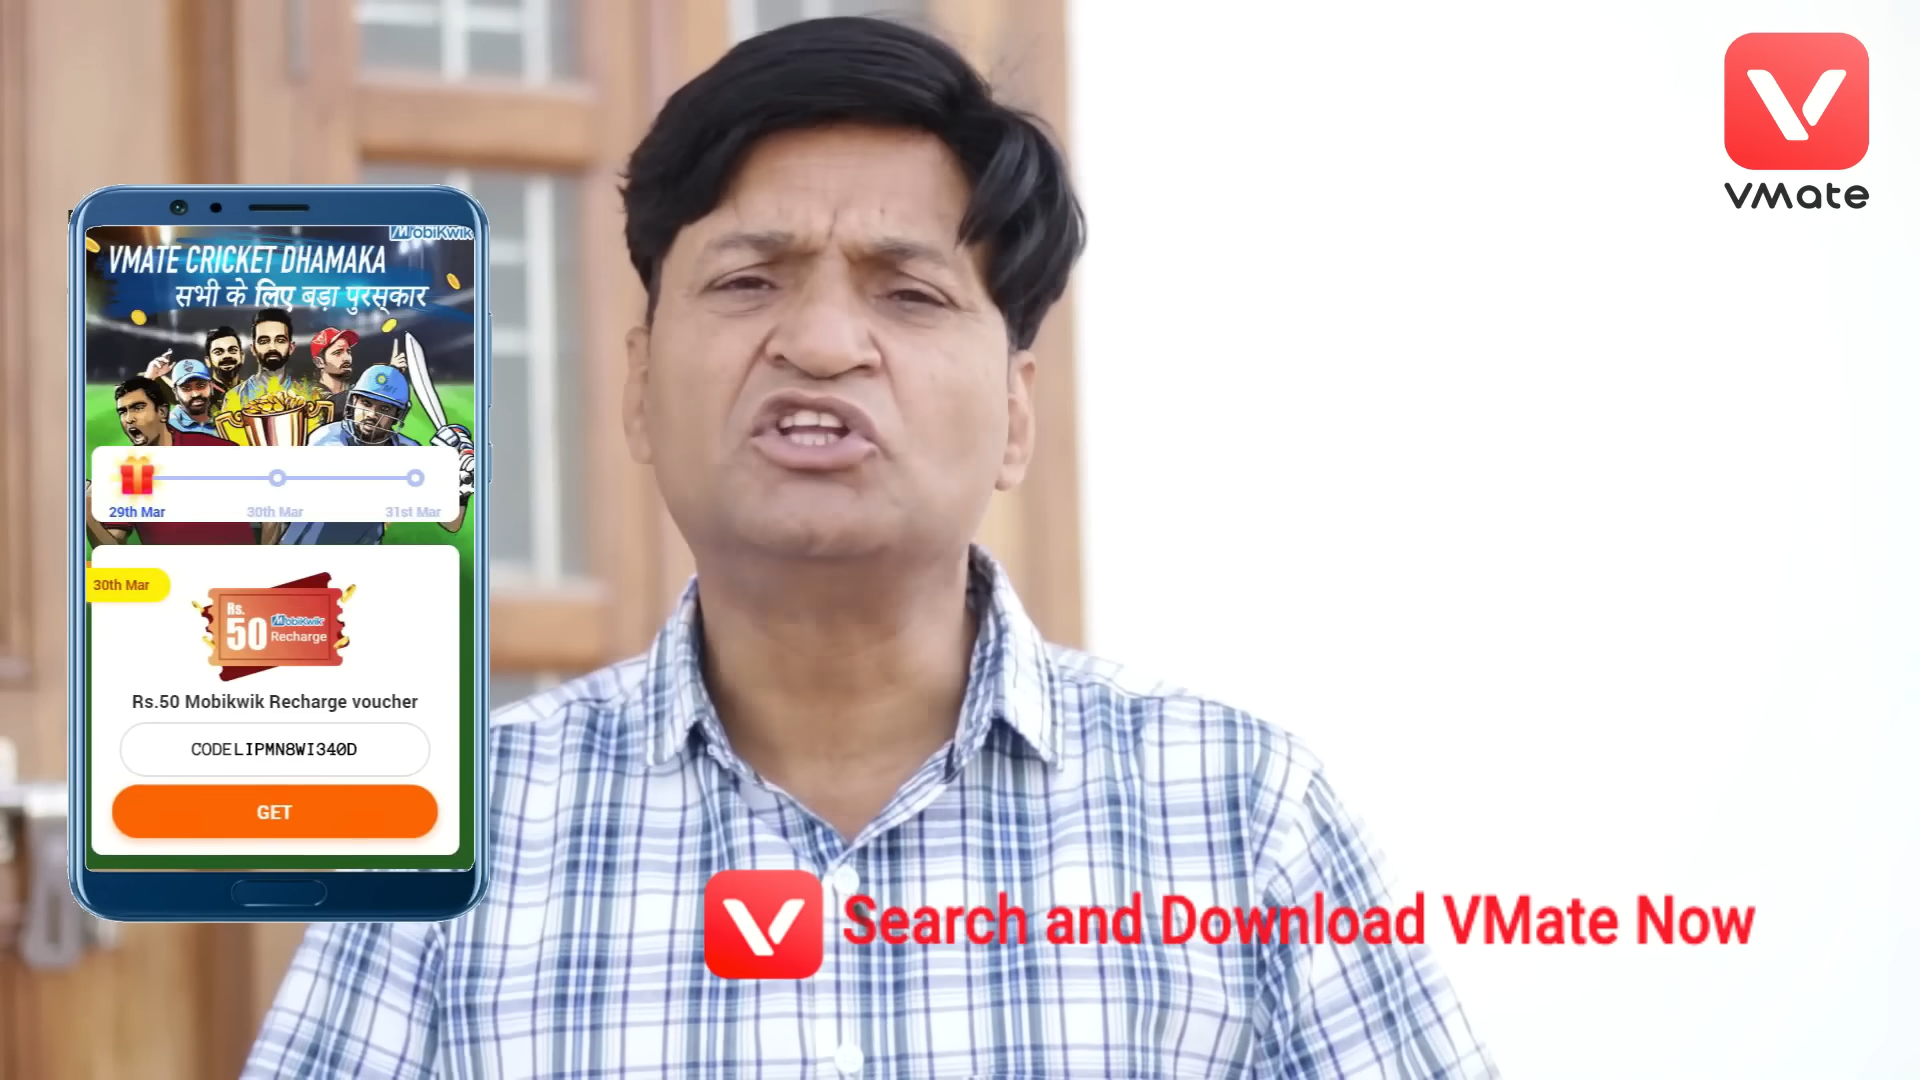 VMate
MobiKwik
VMATE CRICKET DHAMAKA
सभी के लिए बड़ा पुरस्कार
29th Mar
30th Mar
31st Mar
30th Mar
Rs.
50
MobiKwik
Recharge
Rs.50 Mobikwik Recharge voucher
CODELIPMN8WI340D
GET
Search and Download VMate Now